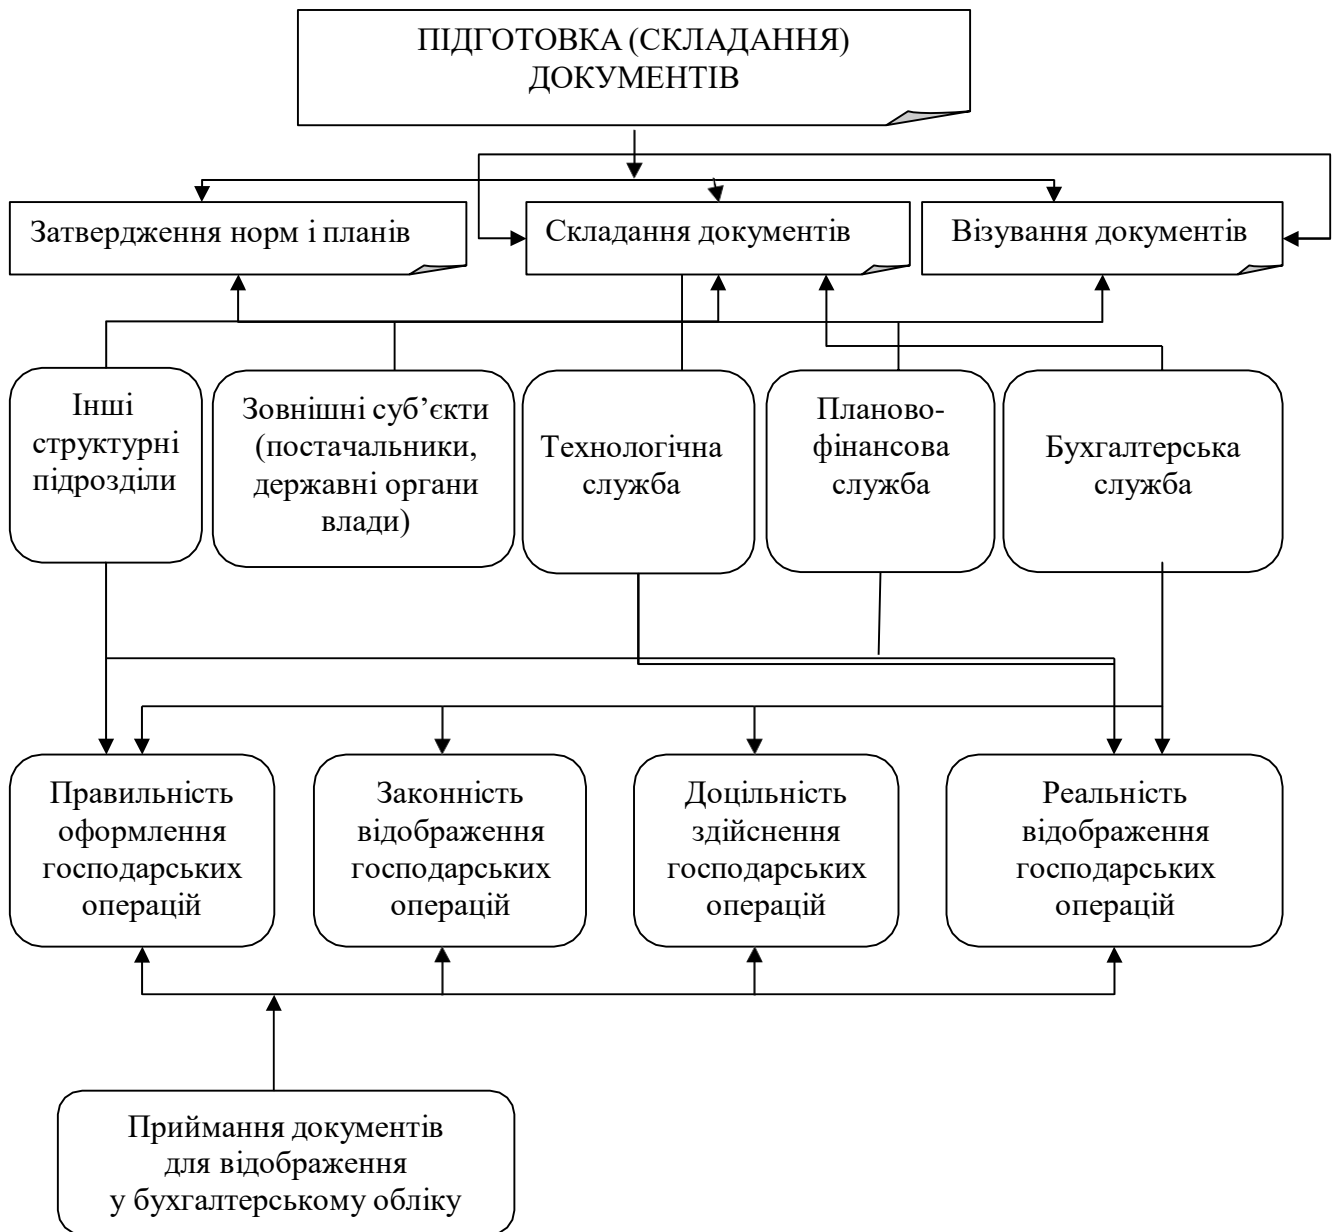 ПІДГОТОВКА (СКЛАДАННЯ)
ДОКУМЕНТІВ
Затвердження норм і планів
Складання документів
Візування документів
Інші
структурні
підрозділи
Зовнішні суб’єкти
(постачальники,
державні органи
влади)
Технологічна
служба
Планово-
фінансова
служба
Бухгалтерська
служба
Правильність
оформлення
господарських
операцій
Законність
відображення
господарських
операцій
Доцільність
здійснення
господарських
операцій
Реальність
відображення
господарських
операцій
Приймання документів
для відображення
у бухгалтерському обліку